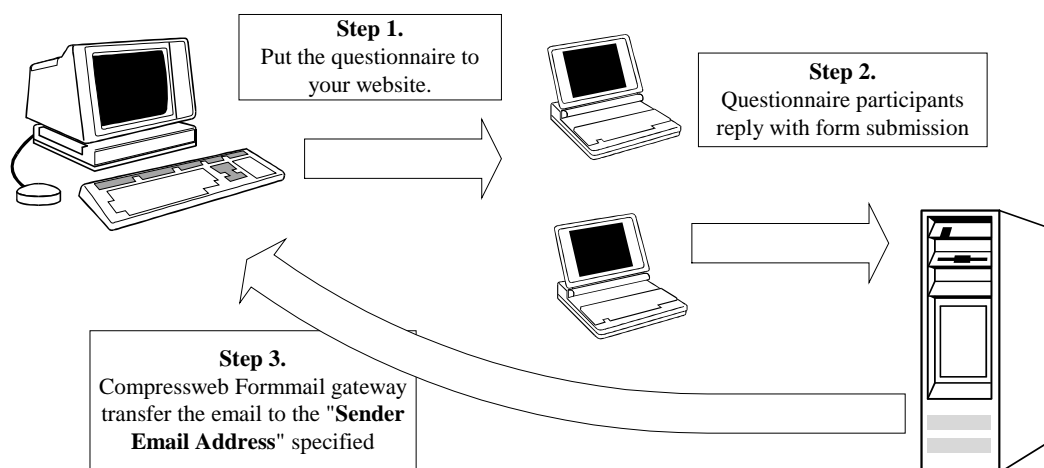 Step 1.
Put the questionnaire to
your website.
Step 2.
Questionnaire participants
reply with form submission
Step 3.
Compressweb Formmail gateway
transfer the email to the "Sender
Email Address" specified